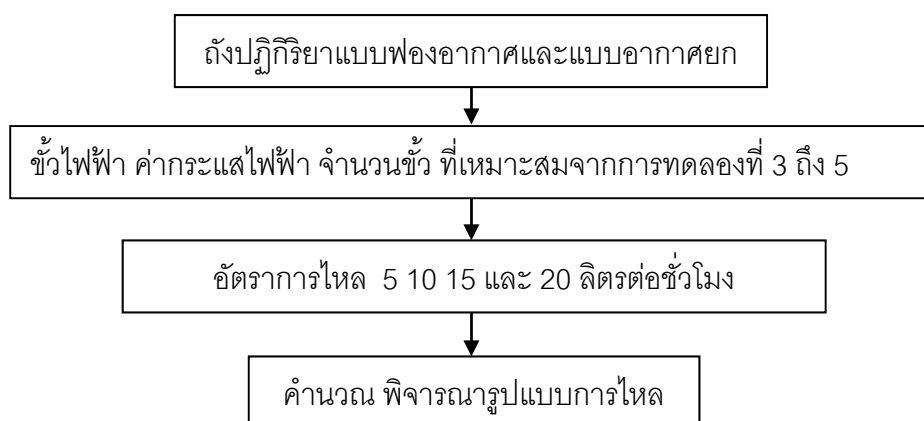 ถังปฏิกิริยาแบบฟองอากาศและแบบอากาศยก
ขั้วไฟฟ้า ค่ากระแสไฟฟ้า จำนวนขั้ว ที่เหมาะสมจากการทดลองที่ 3 ถึง 5
อัตราการไหล 5 10 15 และ 20 ลิตรต่อชั่วโมง
คำนวณ พิจารณารูปแบบการไหล